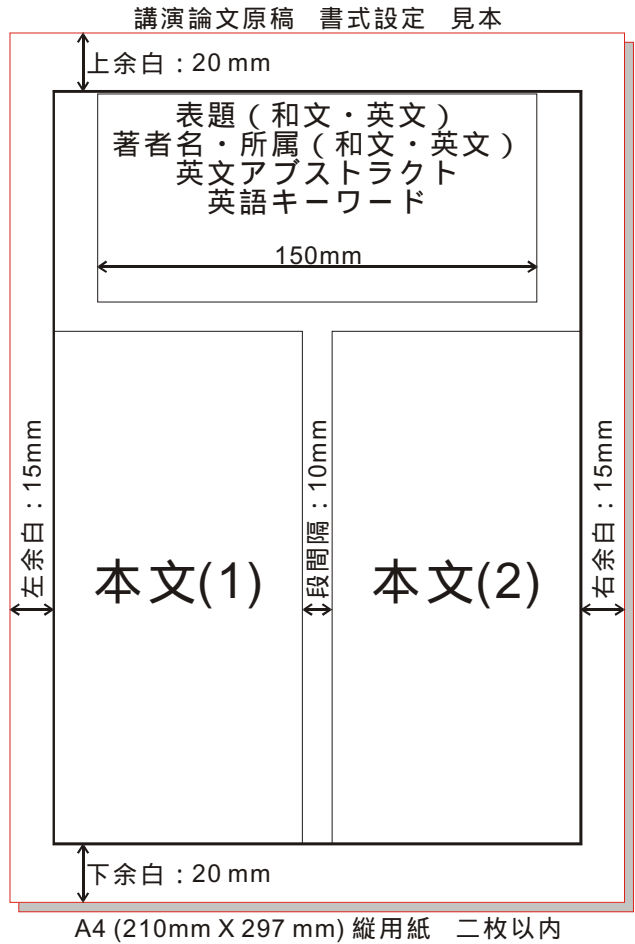 講演論文原稿　書式設定　見本
上余白：20 mm
表題（和文・英文）
著者名・所属（和文・英文）
英文アブストラクト
英語キーワード
150mm
左余白：15mm
本文(1)
段間隔：10mm
本文(2)
右余白：15mm
下余白：20 mm
A4 (210mm X 297 mm) 縦用紙　二枚以内